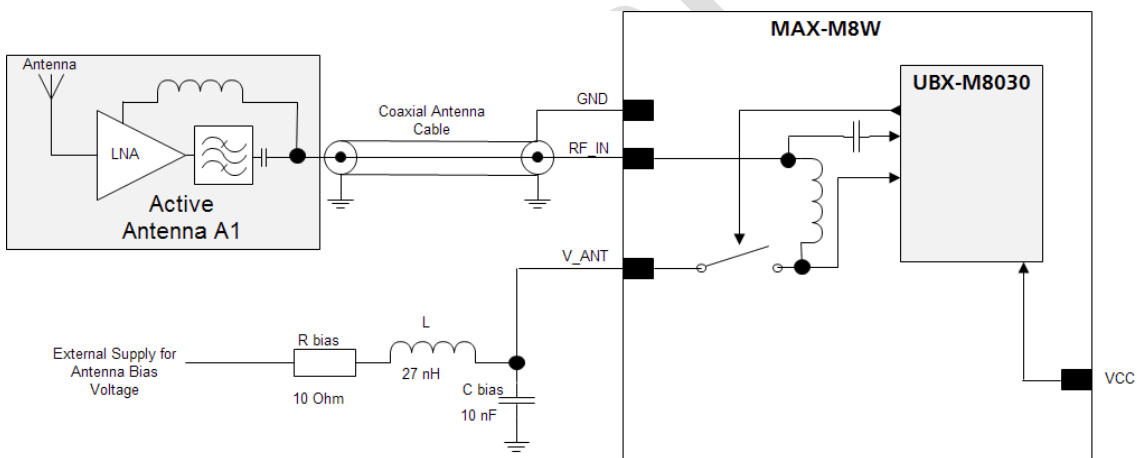 MAX-M8W
Antenna
UBX-M8030
Coaxial Antenna
Cable
GND
LNA
RF_IN
Active
Antenna A1
V_ANT
L
R bias
External Supply for
Antenna Bias
Voltage
27 nH
C bias
10 Ohm
10 nF
VCC